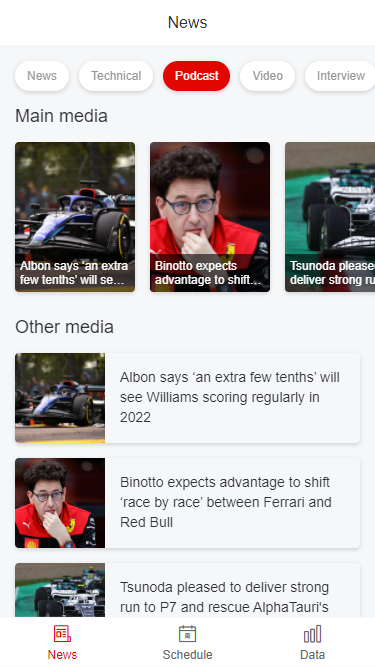 News
News Technical Podcast Video Interview
Main media
Albon says ‘an extra
few tenths’ will se...
Binotto expects
advantage to shift...
Tsunoda please
deliver strong ru
Other media
Albon says ‘an extra few tenths’ will
see Williams scoring regularly in
2022
Binotto expects advantage to shift
‘race by race’ between Ferrari and
Red Bull
Tsunoda pleased to deliver strong
run to P7 and rescue AlphaTauri's
News Schedule Data